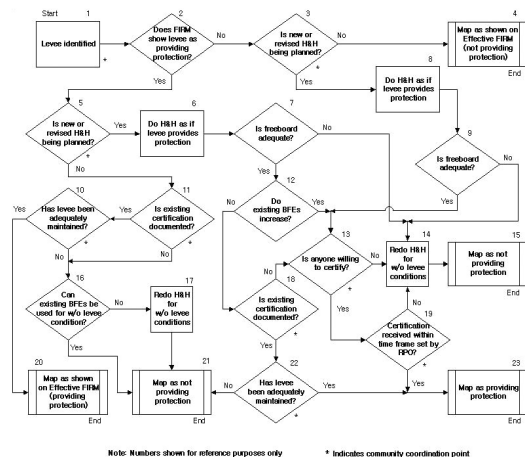 Start
1
Levee identified
*
2
Does FIRM
show levee as
providing
protection?
No
Yes
3
Is new or
revised H&H
being planned?
*
No
Yes
4
Map as shown on
Effective FIRM
(not providing
protection)
End
5
Is new or
revised H&H
being planned?
*
Yes
No
6
Do H&H as if
levee provides
protection
7
Is freeboard
adequate?
No
Yes
8
Do H&H as if
levee provides
protection
9
Is freeboard
adequate?
No
Yes
10
Has levee been
adequately
maintained?
*
Yes
No
11
Is existing
certification
documented?
*
Yes
No
12
Do
existing BFEs
increase?
No
Yes
13
Is anyone willing
to certify?
*
No
Yes
14
Redo H&H
for
w/o levee
conditions
15
Map as not
providing
protection
End
16
Can
existing BFEs be
used for w/o levee
condition?
No
Yes
17
Redo H&H
for
w/o levee
conditions
18
Is existing
certification
documented?
*
No
Yes
19
Certification
received within
time frame set by
RPO?
*
No
Yes
20
Map as shown
on Effective FIRM
(providing
protection)
End
21
Map as not
providing
protection
End
22
Has levee
been adequately
maintained?
*
No
Yes
23
Map as providing
protection
End
Note: Numbers shown for reference purposes only
* Indicates community coordination point